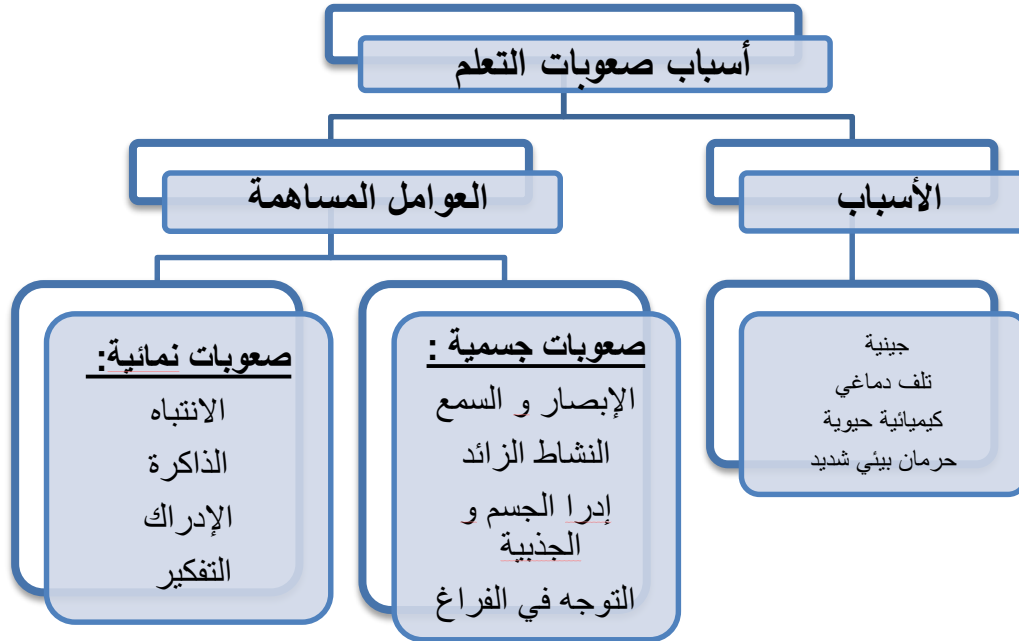 أسباب صعوبات التعلم
الأسباب
العوامل المساهمة
جينية
تلف دماغي
كيميائية حيوية
حرمان بيئي شديد
صعوبات جسمية :
الإبصار و السمع
النشاط الزائد
إدرا الجسم و
الجذبية
التوجه في الفراغ
صعوبات نمائية:
الانتباه
الذاكرة
الإدراك
التفكير